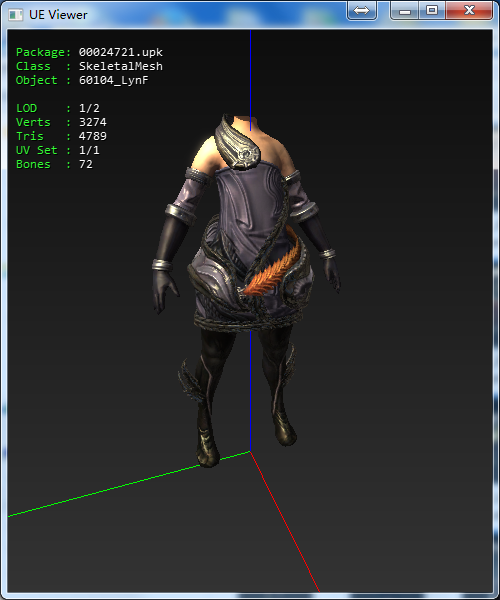 UE Viewer
Package: 00024721.upk
Class  : SkeletalMesh
Object : 60104_LynF
LOD    : 1/2
Verts  : 3274
Tris   : 4789
UV Set : 1/1
Bones  : 72